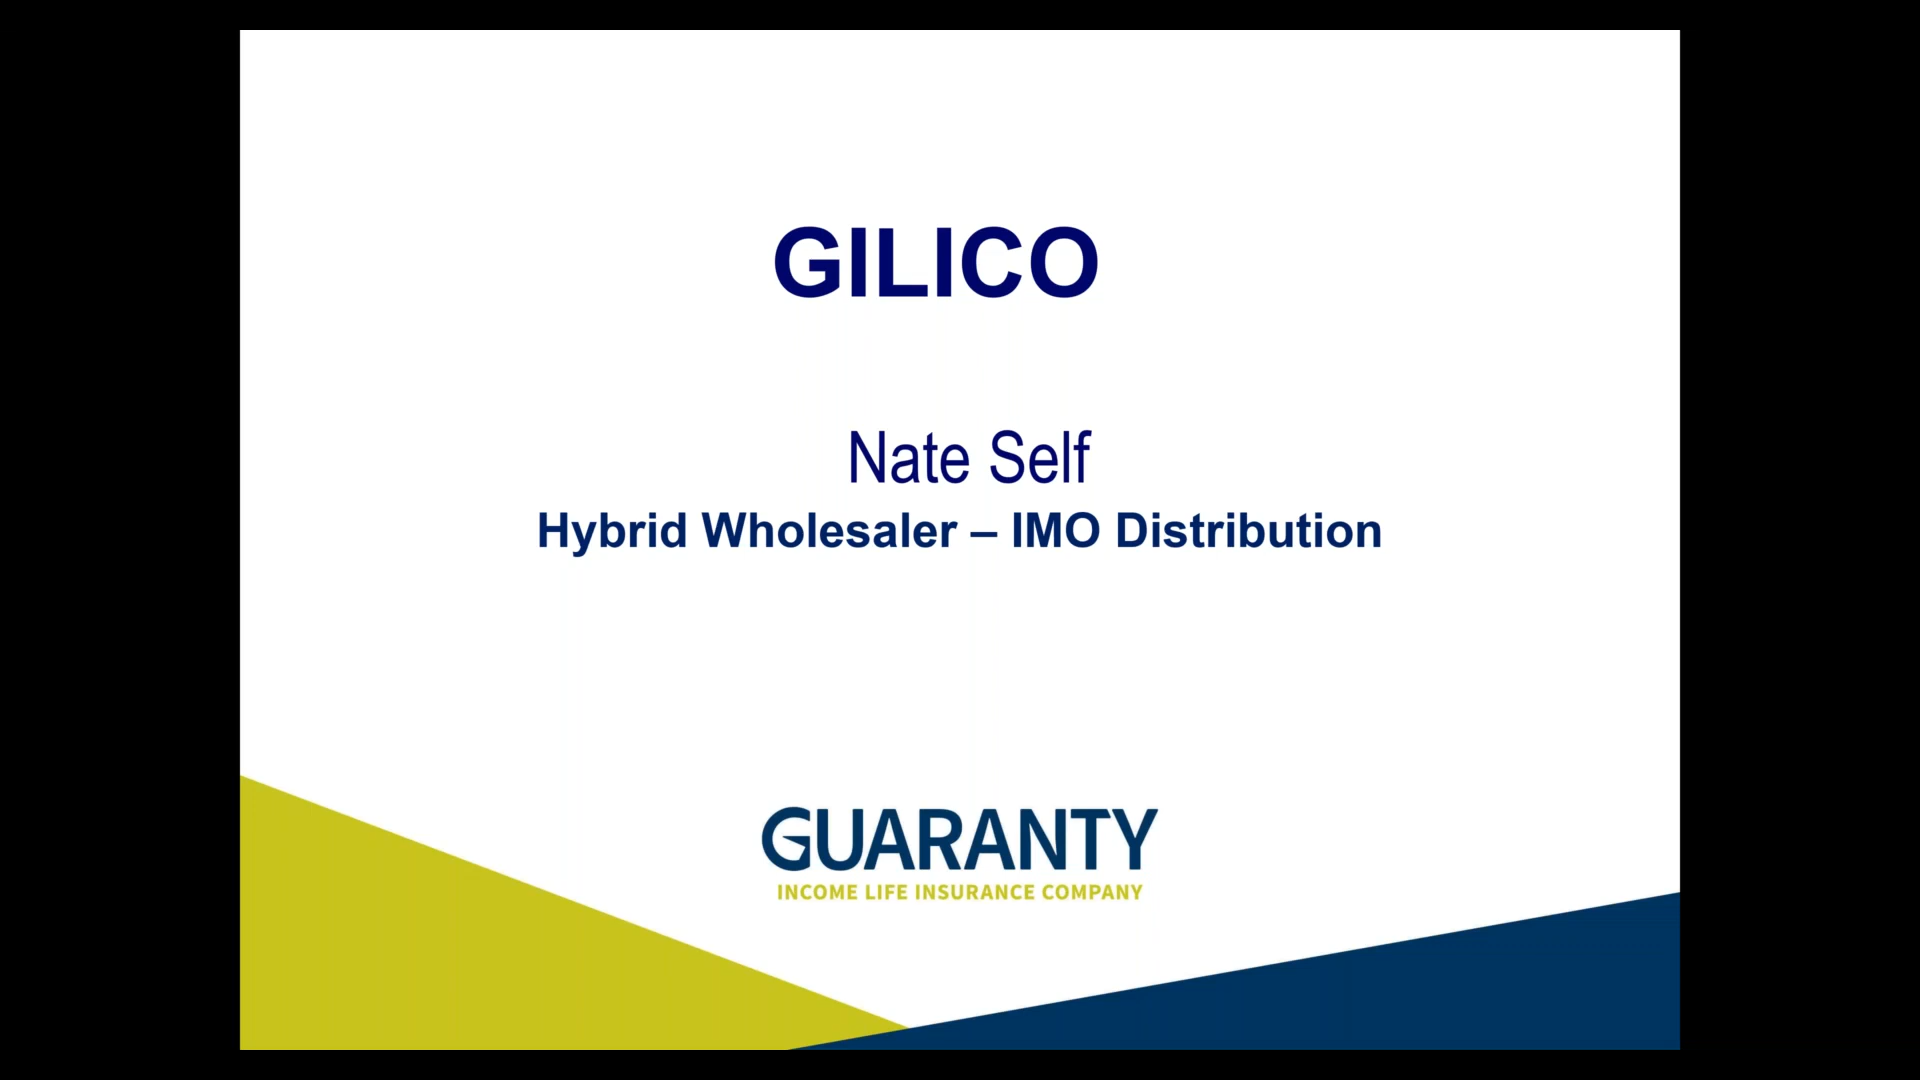 GILICO
Nate Self
Hybrid Wholesaler – IMO Distribution
GUARANTY
INCOME LIFE INSURANCE COMPANY